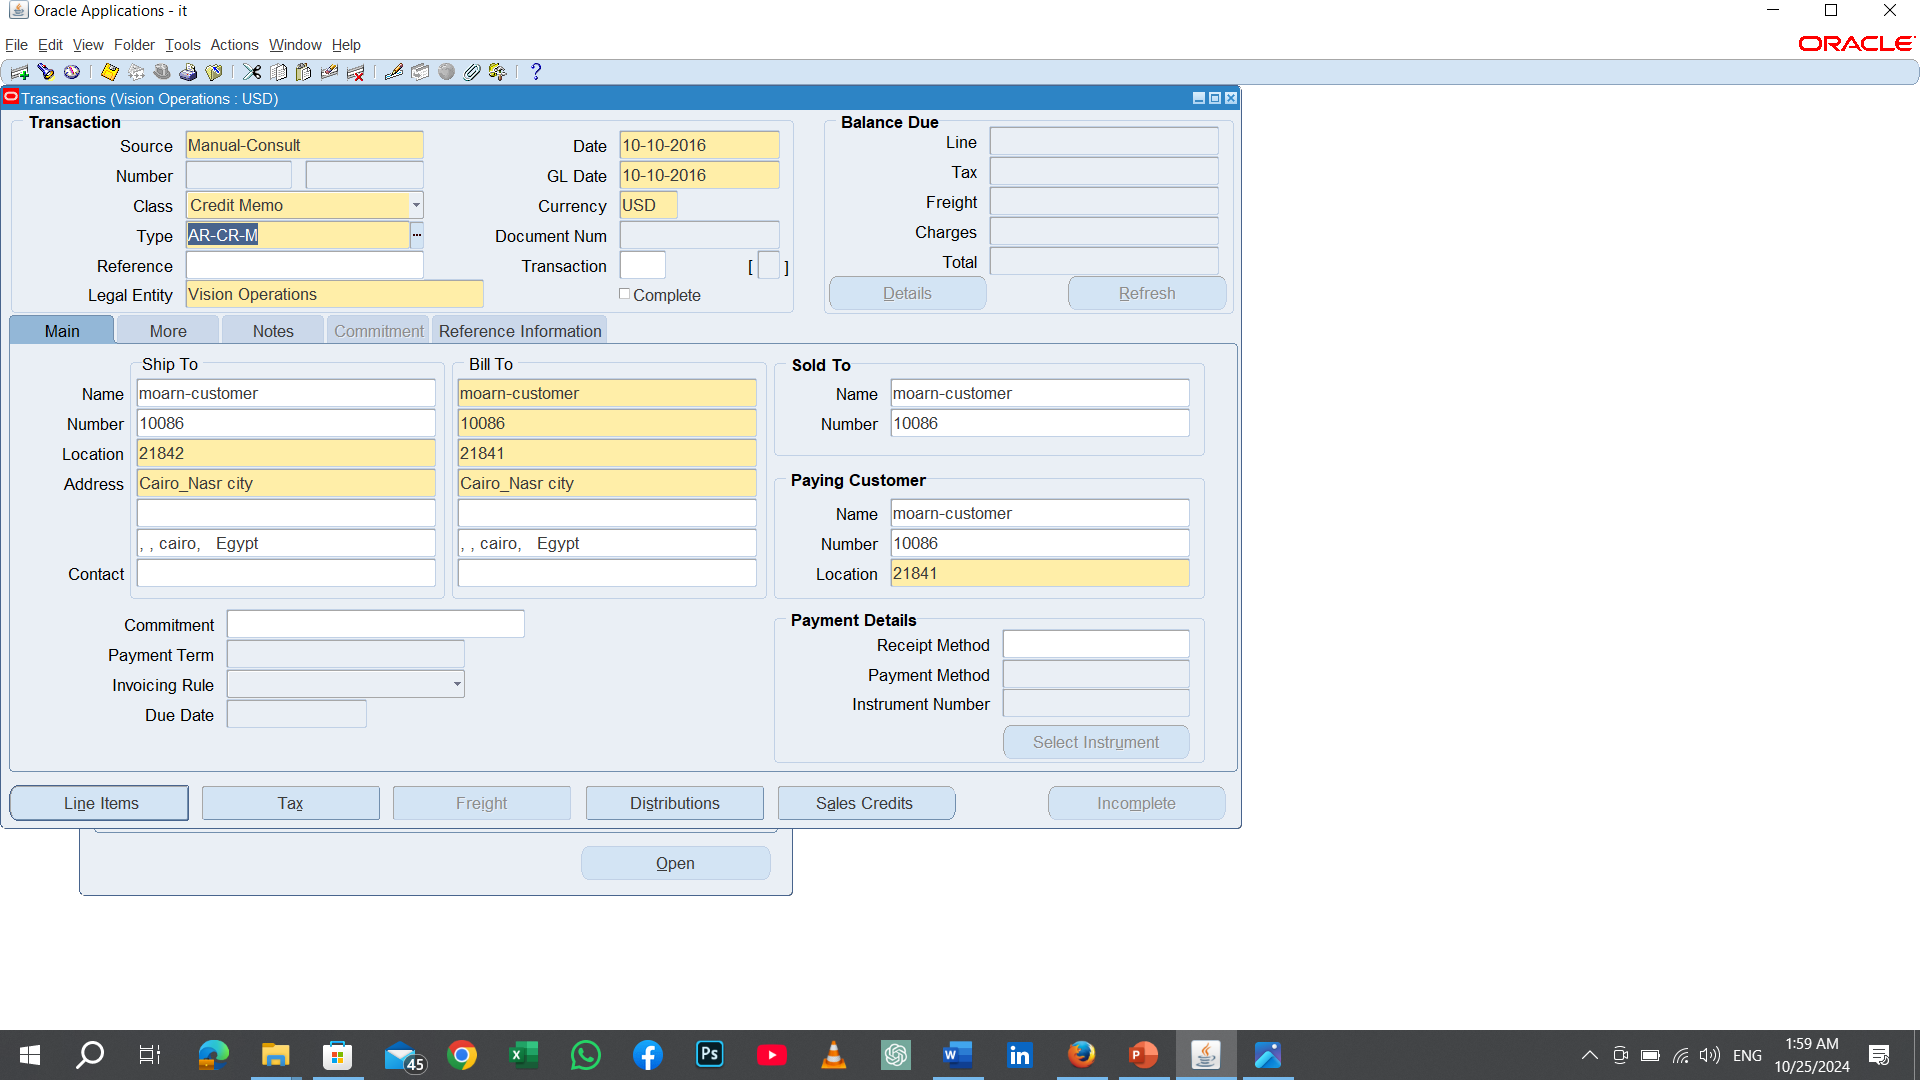 Oracle Applications - it
File Edit View Folder Tools Actions Window Help
ORACLE
Transactions (Vision Operations : USD)
Transaction
Source Manual-Consult
Number
Class Credit Memo
Type AR-CR-M
Reference
Legal Entity Vision Operations
Date 10-10-2016
GL Date 10-10-2016
Currency USD
Document Num
Transaction [ ]
Complete
Balance Due
Line
Tax
Freight
Charges
Total
Details Refresh
Main More Notes Commitment Reference Information
Ship To
Name moarn-customer
Number 10086
Location 21842
Address Cairo_Nasr city
, , cairo, Egypt
Contact
Bill To
moarn-customer
10086
21841
Cairo_Nasr city
, , cairo, Egypt
Sold To
Name moarn-customer
Number 10086
Paying Customer
Name moarn-customer
Number 10086
Location 21841
Commitment
Payment Term
Invoicing Rule
Due Date
Payment Details
Receipt Method
Payment Method
Instrument Number
Select Instrument
Line Items Tax Freight Distributions Sales Credits Incomplete
Open
45
Ps
ENG
1:59 AM
10/25/2024